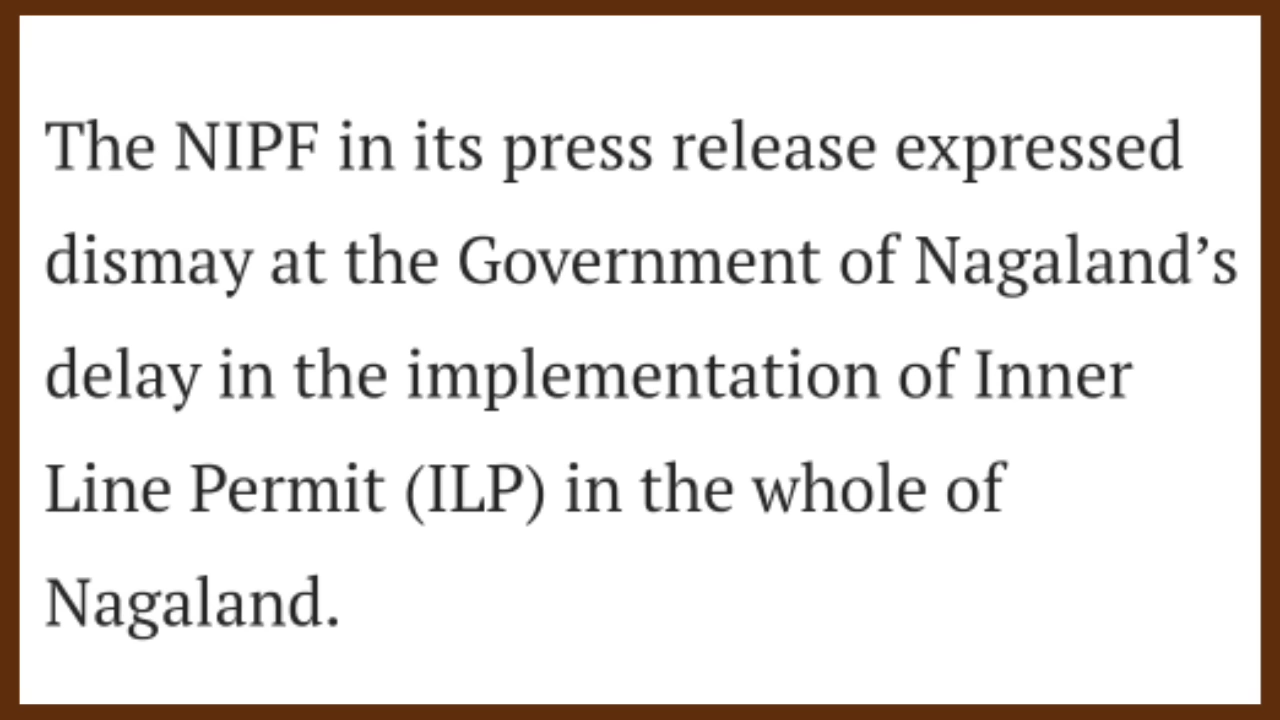 The NIPF in its press release expressed
dismay at the Government of Nagaland’s
delay in the implementation of Inner
Line Permit (ILP) in the whole of
Nagaland.